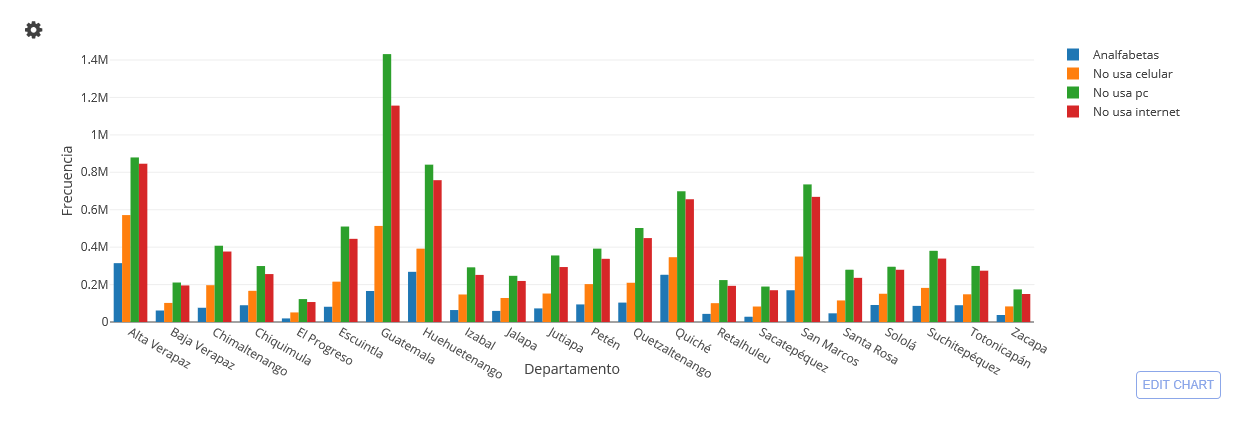 Analfabetas
No usa celular
No usa pc
No usa internet
1.4M
1.2M
1M
0.8M
0.6M
0.4M
0.2M
0
Frecuencia
Alta Verapaz
Baja Verapaz
Chimaltenango
Chiquimula
El Progreso
Escuintla
Guatemala
Huehuetenango
Izabal
Jalapa
Jutiapa
Petén
Quetzaltenango
Quiché
Retalhuleu
Sacatepéquez
San Marcos
Santa Rosa
Sololá
Suchitepéquez
Totonicapán
Zacapa
Departamento
EDIT CHART